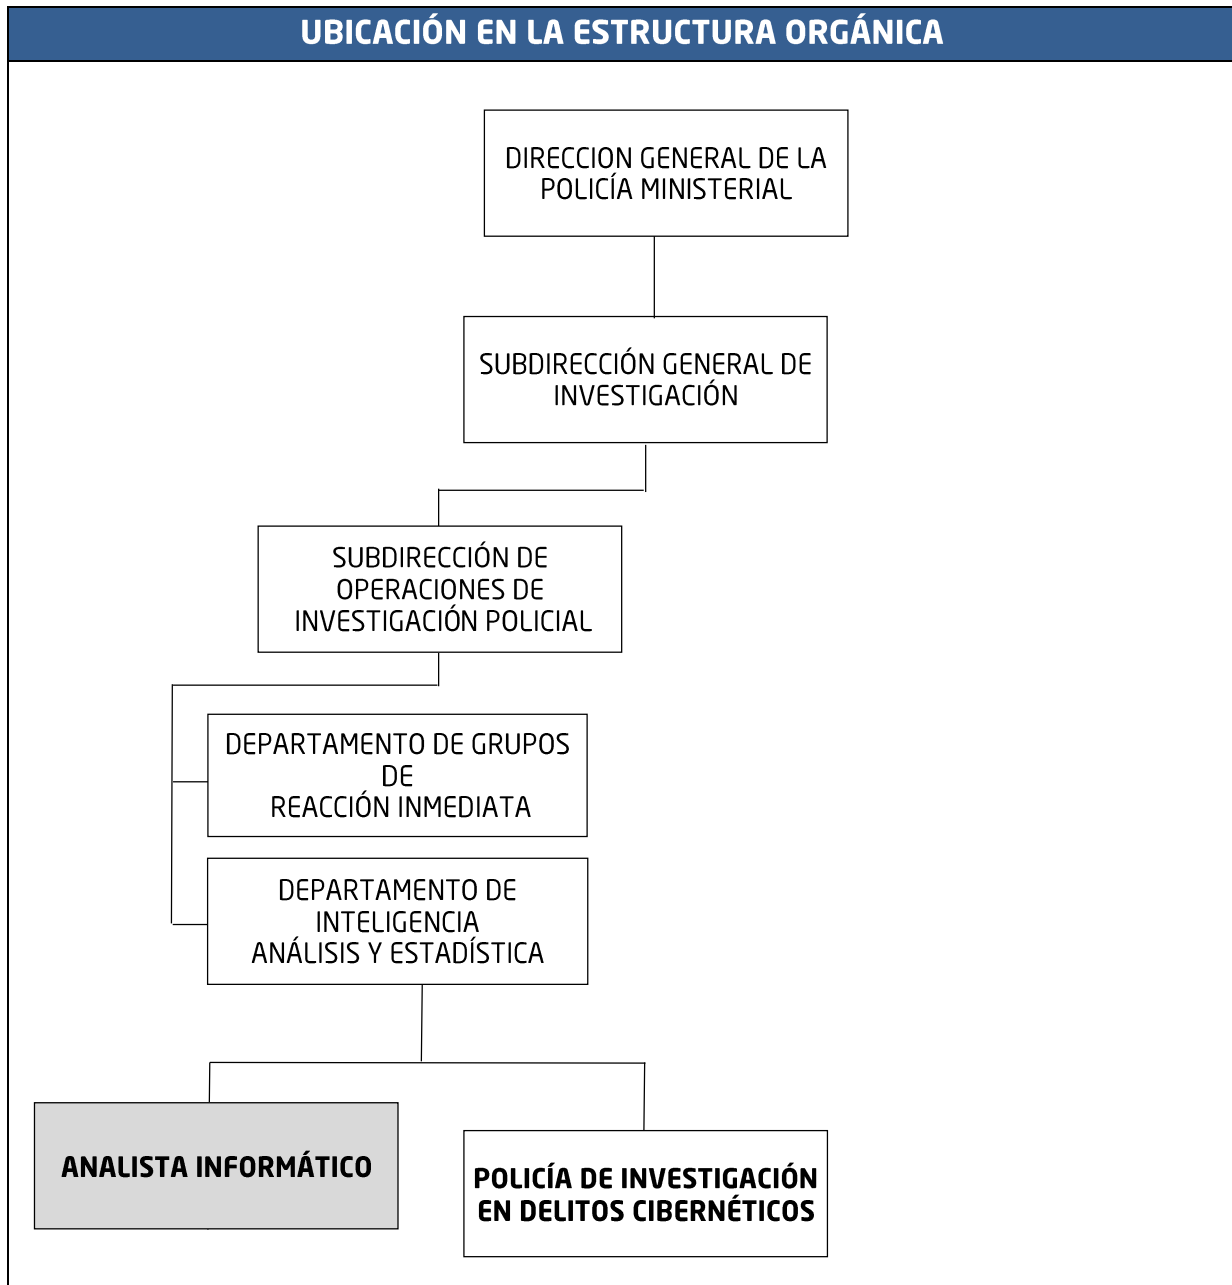 UBICACIÓN EN LA ESTRUCTURA ORGÁNICA
DIRECCION GENERAL DE LA
POLICÍA MINISTERIAL
SUBDIRECCIÓN GENERAL DE
INVESTIGACIÓN
SUBDIRECCIÓN DE
OPERACIONES DE
INVESTIGACIÓN POLICIAL
DEPARTAMENTO DE GRUPOS
DE
REACCIÓN INMEDIATA
DEPARTAMENTO DE
INTELIGENCIA
ANÁLISIS Y ESTADÍSTICA
ANALISTA INFORMÁTICO
POLICÍA DE INVESTIGACIÓN
EN DELITOS CIBERNÉTICOS